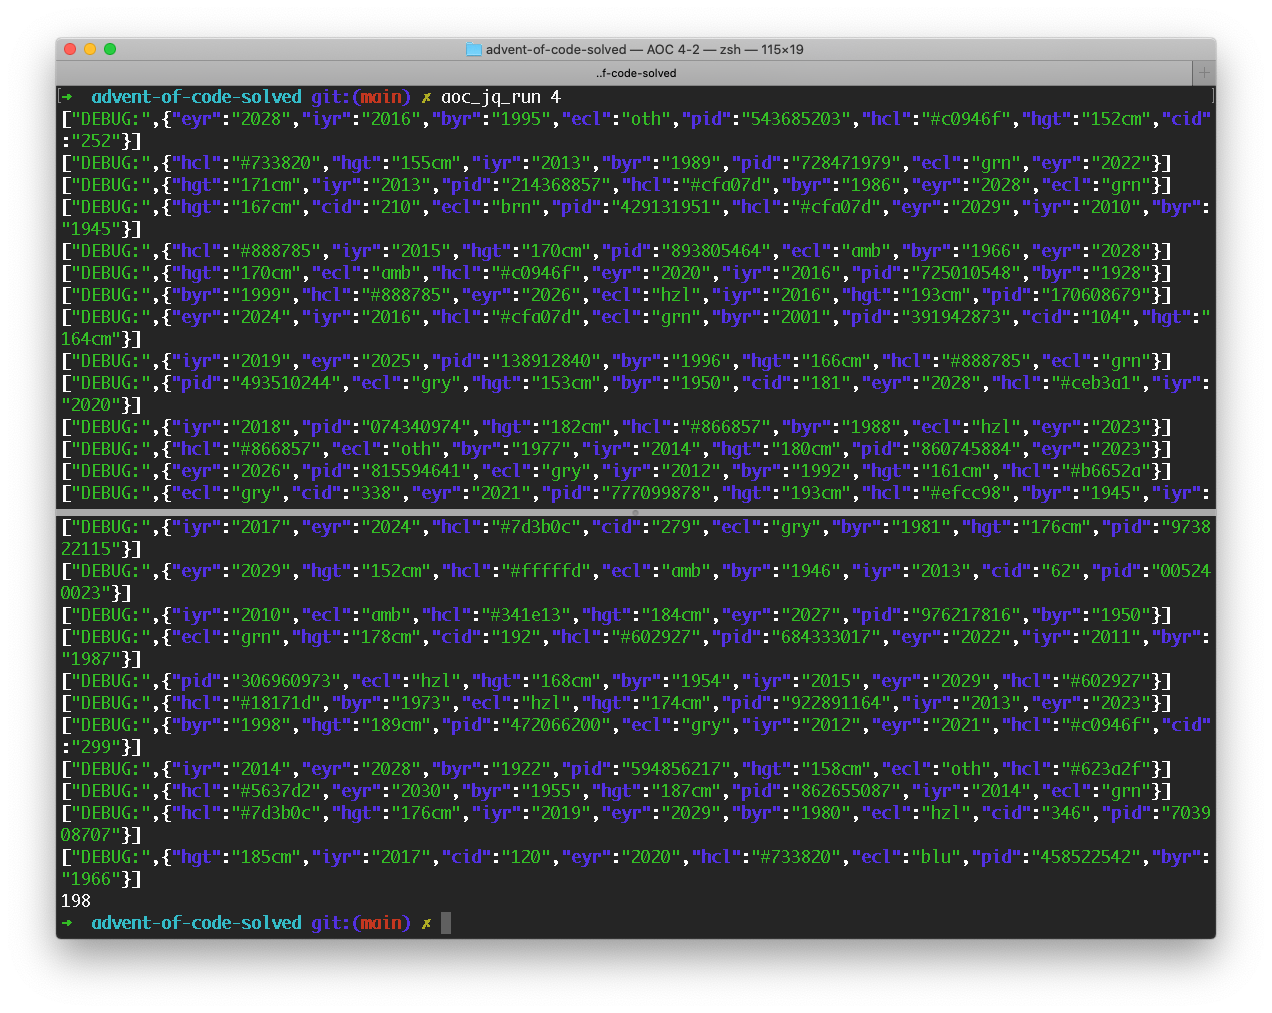 advent-of-code-solved — AOC 4-2 — zsh — 115×19
..f-code-solved
[➜  advent-of-code-solved git:(main) ✗ aoc_jq_run 4 ]
["DEBUG:",{"eyr":"2028","iyr":"2016","byr":"1995","ecl":"oth","pid":"543685203","hcl":"#c0946f","hgt":"152cm","cid"
:"252"}]
["DEBUG:",{"hcl":"#733820","hgt":"155cm","iyr":"2013","byr":"1989","pid":"728471979","ecl":"grn","eyr":"2022"}]
["DEBUG:",{"hgt":"171cm","iyr":"2013","pid":"214368857","hcl":"#cfa07d","byr":"1986","eyr":"2028","ecl":"grn"}]
["DEBUG:",{"hgt":"167cm","cid":"210","ecl":"brn","pid":"429131951","hcl":"#cfa07d","eyr":"2029","iyr":"2010","byr":
"1945"}]
["DEBUG:",{"hcl":"#888785","iyr":"2015","hgt":"170cm","pid":"893805464","ecl":"amb","byr":"1966","eyr":"2028"}]
["DEBUG:",{"hgt":"170cm","ecl":"amb","hcl":"#c0946f","eyr":"2020","iyr":"2016","pid":"725010548","byr":"1928"}]
["DEBUG:",{"byr":"1999","hcl":"#888785","eyr":"2026","ecl":"hzl","iyr":"2016","hgt":"193cm","pid":"170608679"}]
["DEBUG:",{"eyr":"2024","iyr":"2016","hcl":"#cfa07d","ecl":"grn","byr":"2001","pid":"391942873","cid":"104","hgt":"
164cm"}]
["DEBUG:",{"iyr":"2019","eyr":"2025","pid":"138912840","byr":"1996","hgt":"166cm","hcl":"#888785","ecl":"grn"}]
["DEBUG:",{"pid":"493510244","ecl":"gry","hgt":"153cm","byr":"1950","cid":"181","eyr":"2028","hcl":"#ceb3a1","iyr":
"2020"}]
["DEBUG:",{"iyr":"2018","pid":"074340974","hgt":"182cm","hcl":"#866857","byr":"1988","ecl":"hzl","eyr":"2023"}]
["DEBUG:",{"hcl":"#866857","ecl":"oth","byr":"1977","iyr":"2014","hgt":"180cm","pid":"860745884","eyr":"2023"}]
["DEBUG:",{"eyr":"2026","pid":"815594641","ecl":"gry","iyr":"2012","byr":"1992","hgt":"161cm","hcl":"#b6652a"}]
["DEBUG:",{"ecl":"gry","cid":"338","eyr":"2021","pid":"777099878","hgt":"193cm","hcl":"#efcc98","byr":"1945","iyr":
["DEBUG:",{"iyr":"2017","eyr":"2024","hcl":"#7d3b0c","cid":"279","ecl":"gry","byr":"1981","hgt":"176cm","pid":"9738
22115"}]
["DEBUG:",{"eyr":"2029","hgt":"152cm","hcl":"#fffffd","ecl":"amb","byr":"1946","iyr":"2013","cid":"62","pid":"00524
0023"}]
["DEBUG:",{"iyr":"2010","ecl":"amb","hcl":"#341e13","hgt":"184cm","eyr":"2027","pid":"976217816","byr":"1950"}]
["DEBUG:",{"ecl":"grn","hgt":"178cm","cid":"192","hcl":"#602927","pid":"684333017","eyr":"2022","iyr":"2011","byr":
"1987"}]
["DEBUG:",{"pid":"306960973","ecl":"hzl","hgt":"168cm","byr":"1954","iyr":"2015","eyr":"2029","hcl":"#602927"}]
["DEBUG:",{"hcl":"#18171d","byr":"1973","ecl":"hzl","hgt":"174cm","pid":"922891164","iyr":"2013","eyr":"2023"}]
["DEBUG:",{"byr":"1998","hgt":"189cm","pid":"472066200","ecl":"gry","iyr":"2012","eyr":"2021","hcl":"#c0946f","cid"
:"299"}]
["DEBUG:",{"iyr":"2014","eyr":"2028","byr":"1922","pid":"594856217","hgt":"158cm","ecl":"oth","hcl":"#623a2f"}]
["DEBUG:",{"hcl":"#5637d2","eyr":"2030","byr":"1955","hgt":"187cm","pid":"862655087","iyr":"2014","ecl":"grn"}]
["DEBUG:",{"hcl":"#7d3b0c","hgt":"176cm","iyr":"2019","eyr":"2029","byr":"1980","ecl":"hzl","cid":"346","pid":"7039
08707"}]
["DEBUG:",{"hgt":"185cm","iyr":"2017","cid":"120","eyr":"2020","hcl":"#733820","ecl":"blu","pid":"458522542","byr":
"1966"}]
198
➜  advent-of-code-solved git:(main) ✗